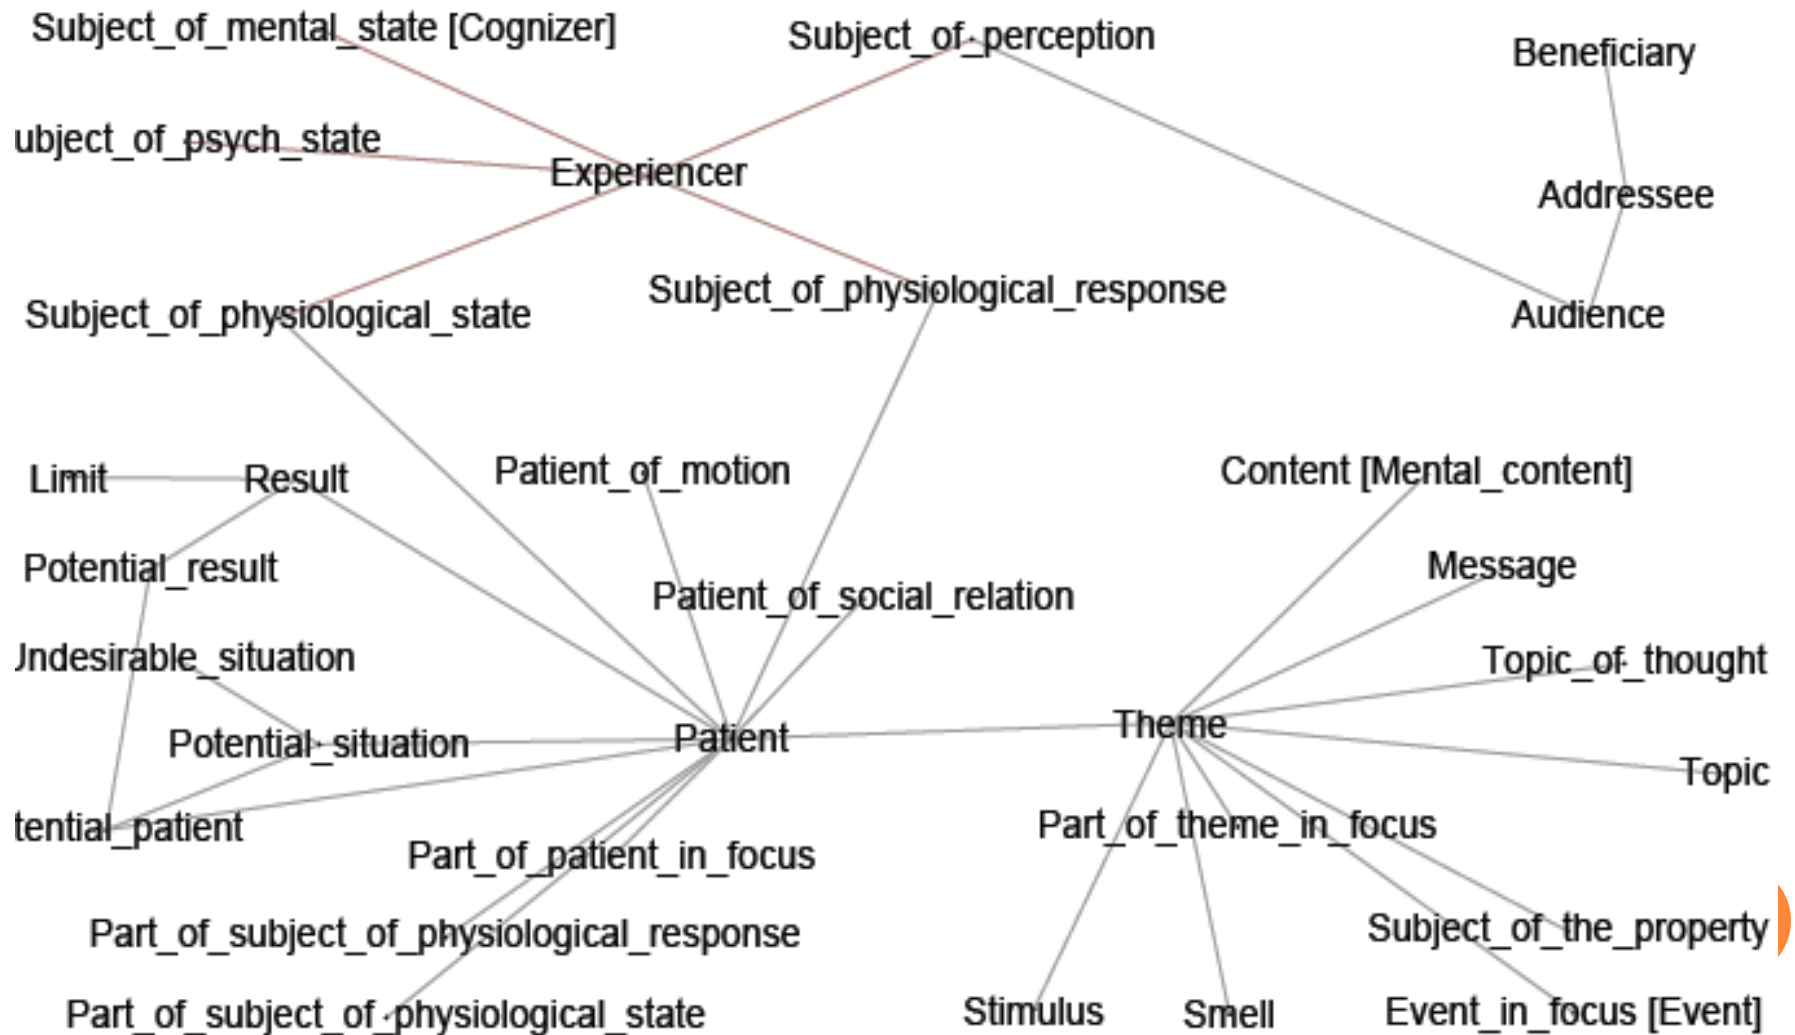 Subject_of_mental_state [Cognizer]
Subject_of_perception
Beneficiary
ubject_of_psych_state
Experiencer
Addressee
Subject_of_physiological_state
Subject_of_physiological_response
Audience
Limit
Result
Patient_of_motion
Content [Mental_content]
Potential_result
Message
Patient_of_social_relation
Undesirable_situation
Topic_of_thought
Potential_situation
Patient
Theme
Topic
tential_patient
Part_of_theme_in_focus
Part_of_patient_in_focus
Part_of_subject_of_physiological_response
Subject_of_the_property
Part_of_subject_of_physiological_state
Stimulus
Smell
Event_in_focus [Event]